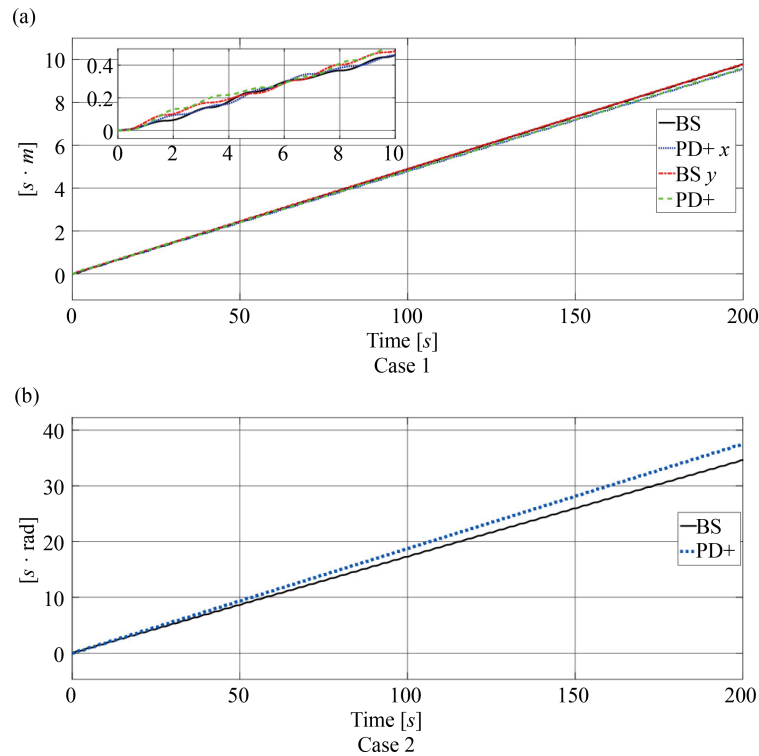 (a)
10
8
6
4
2
0
[s · m]
0.4
0.2
0
0 2 4 6 8 10
BS
PD+ x
BS y
PD+
0 50 100 150 200
Time [s]
Case 1
(b)
40
30
20
10
0
[s · rad]
BS
PD+
0 50 100 150 200
Time [s]
Case 2